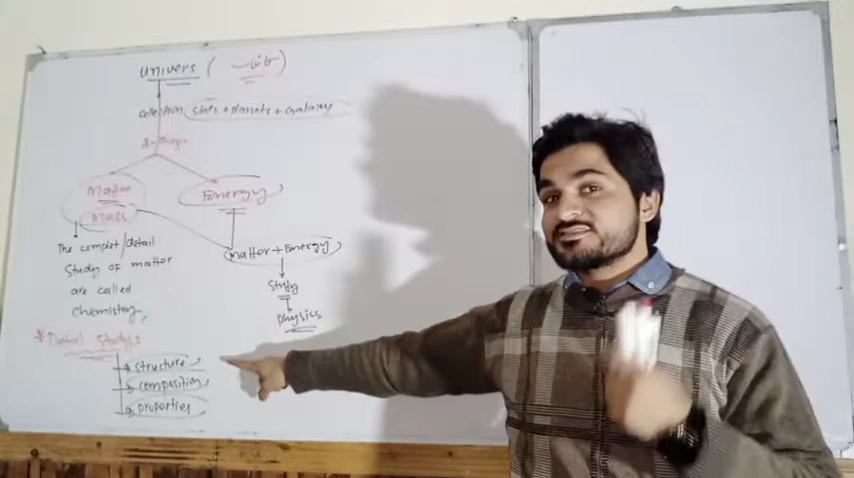 Univers (
collection stars + planets + Galaxy
Matter
Energy
Mass
The complet/detail
Study of matter
are called
chemistry,
Matter + Energy
Study
Physics
Detail Study:
structure
composition
properties